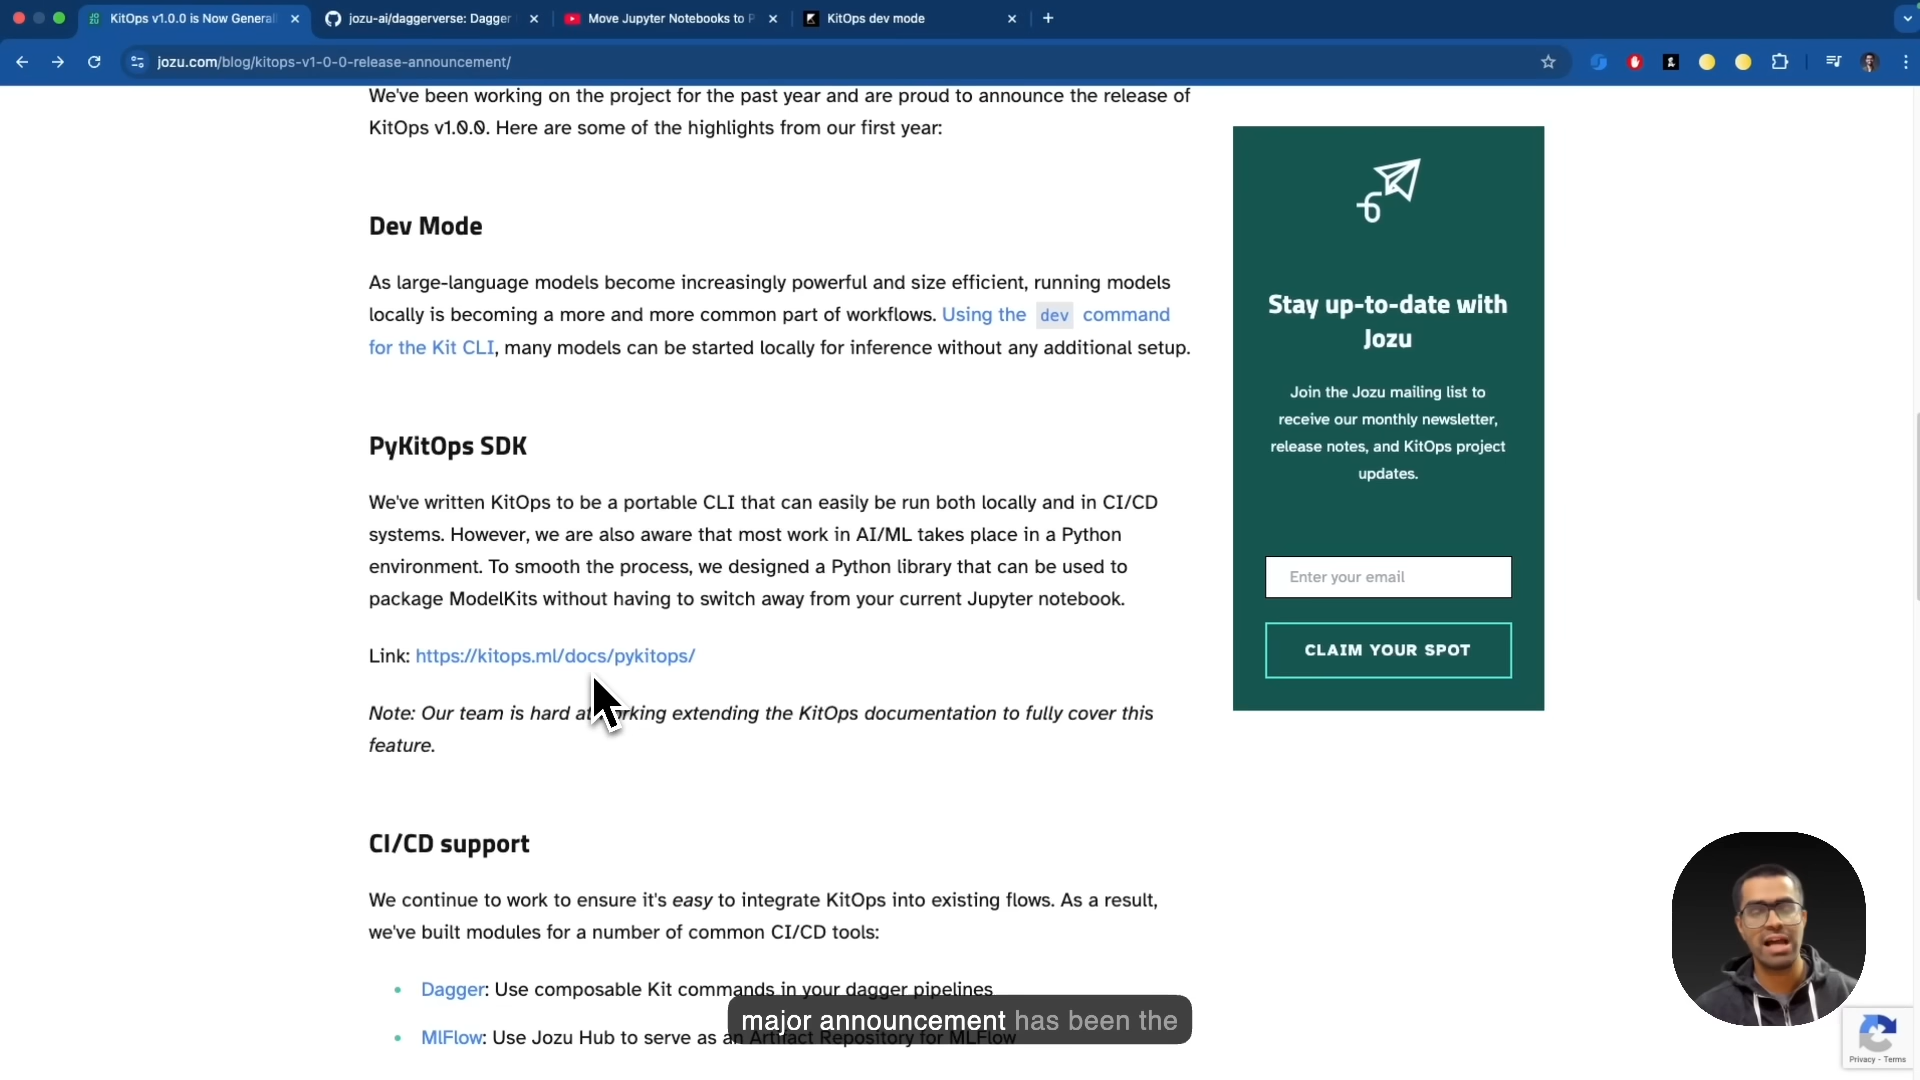 KitOps v1.0.0 is Now General
jozu-ai/daggerverse: Dagger
Move Jupyter Notebooks to P
KitOps dev mode
jozu.com/blog/kitops-v1-0-0-release-announcement/
We've been working on the project for the past year and are proud to announce the release of
KitOps v1.0.0. Here are some of the highlights from our first year:
Dev Mode
As large-language models become increasingly powerful and size efficient, running models
locally is becoming a more and more common part of workflows. Using the dev command
for the Kit CLI, many models can be started locally for inference without any additional setup.
PyKitOps SDK
We've written KitOps to be a portable CLI that can easily be run both locally and in CI/CD
systems. However, we are also aware that most work in AI/ML takes place in a Python
environment. To smooth the process, we designed a Python library that can be used to
package ModelKits without having to switch away from your current Jupyter notebook.
Link: https://kitops.ml/docs/pykitops/
Note: Our team is hard at working extending the KitOps documentation to fully cover this
feature.
CI/CD support
We continue to work to ensure it's easy to integrate KitOps into existing flows. As a result,
we've built modules for a number of common CI/CD tools:
Dagger: Use composable Kit commands in your dagger pipelines
MlFlow: Use Jozu Hub to serve as an Artifact Repository for MLFlow
major announcement has been the
Stay up-to-date with
Jozu
Join the Jozu mailing list to
receive our monthly newsletter,
release notes, and KitOps project
updates.
Enter your email
CLAIM YOUR SPOT
Privacy - Terms